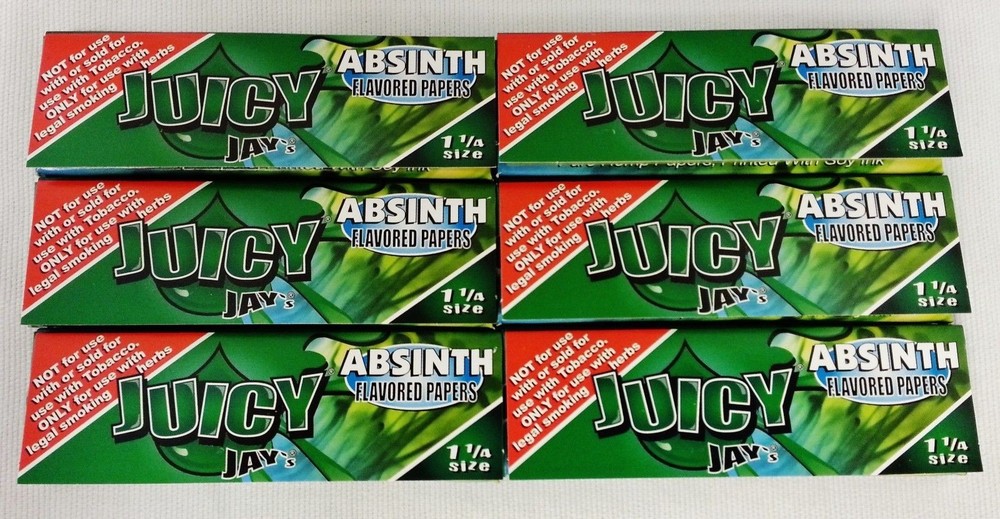 NOT for use
with or sold for
use with Tobacco.
ONLY for use with
legal smoking herbs
JUICY
JAY's
ABSINTH
FLAVORED PAPERS
1 1/4
size
NOT for use
with or sold for
use with Tobacco.
ONLY for use with
legal smoking herbs
JUICY
JAY's
ABSINTH
FLAVORED PAPERS
1 1/4
size
Pure Hemp Papers, Printed With Soy Ink
NOT for use
with or sold for
use with Tobacco.
ONLY for use with
legal smoking herbs
JUICY®
JAY's
ABSINTH
FLAVORED PAPERS
1 1/4
size
NOT for use
with or sold for
use with Tobacco.
ONLY for use with
legal smoking herbs
JUICY®
JAY's
ABSINTH
FLAVORED PAPERS
1 1/4
size
NOT for use
with or sold for
use with Tobacco.
ONLY for use with
legal smoking herbs
JUICY®
JAY's
ABSINTH
FLAVORED PAPERS
1 1/4
size
NOT for use
with or sold for
use with Tobacco.
ONLY for use with
legal smoking herbs
JUICY®
JAY's
ABSINTH
FLAVORED PAPERS
1 1/4
size